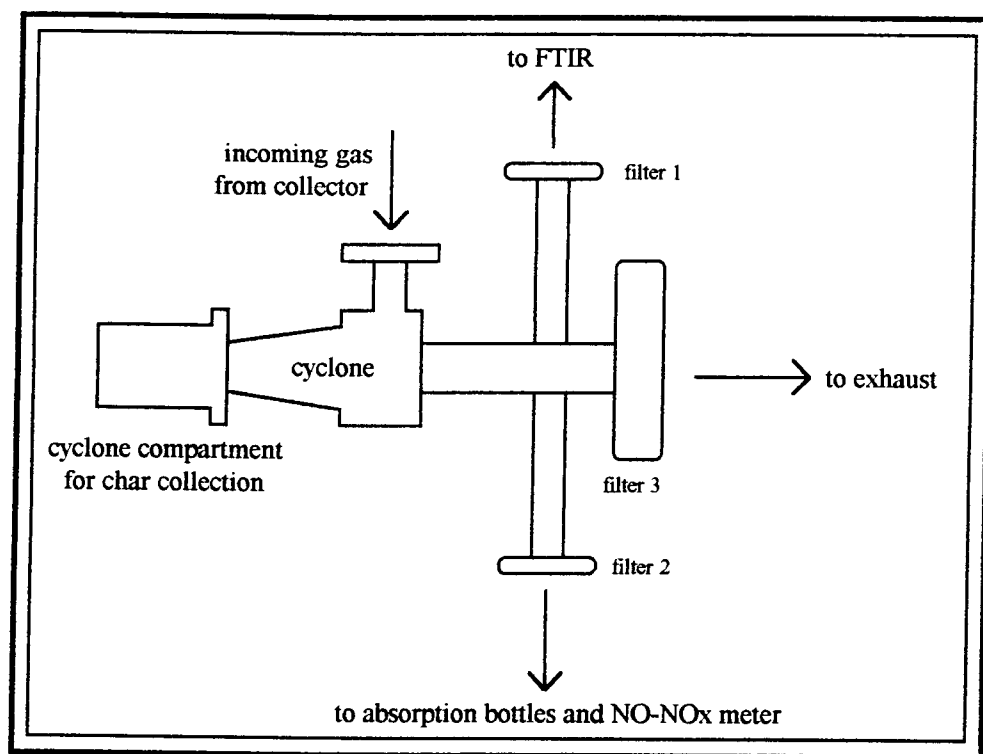 to FTIR
incoming gas
from collector
filter 1
cyclone
to exhaust
cyclone compartment
for char collection
filter 3
filter 2
to absorption bottles and NO-NOx meter